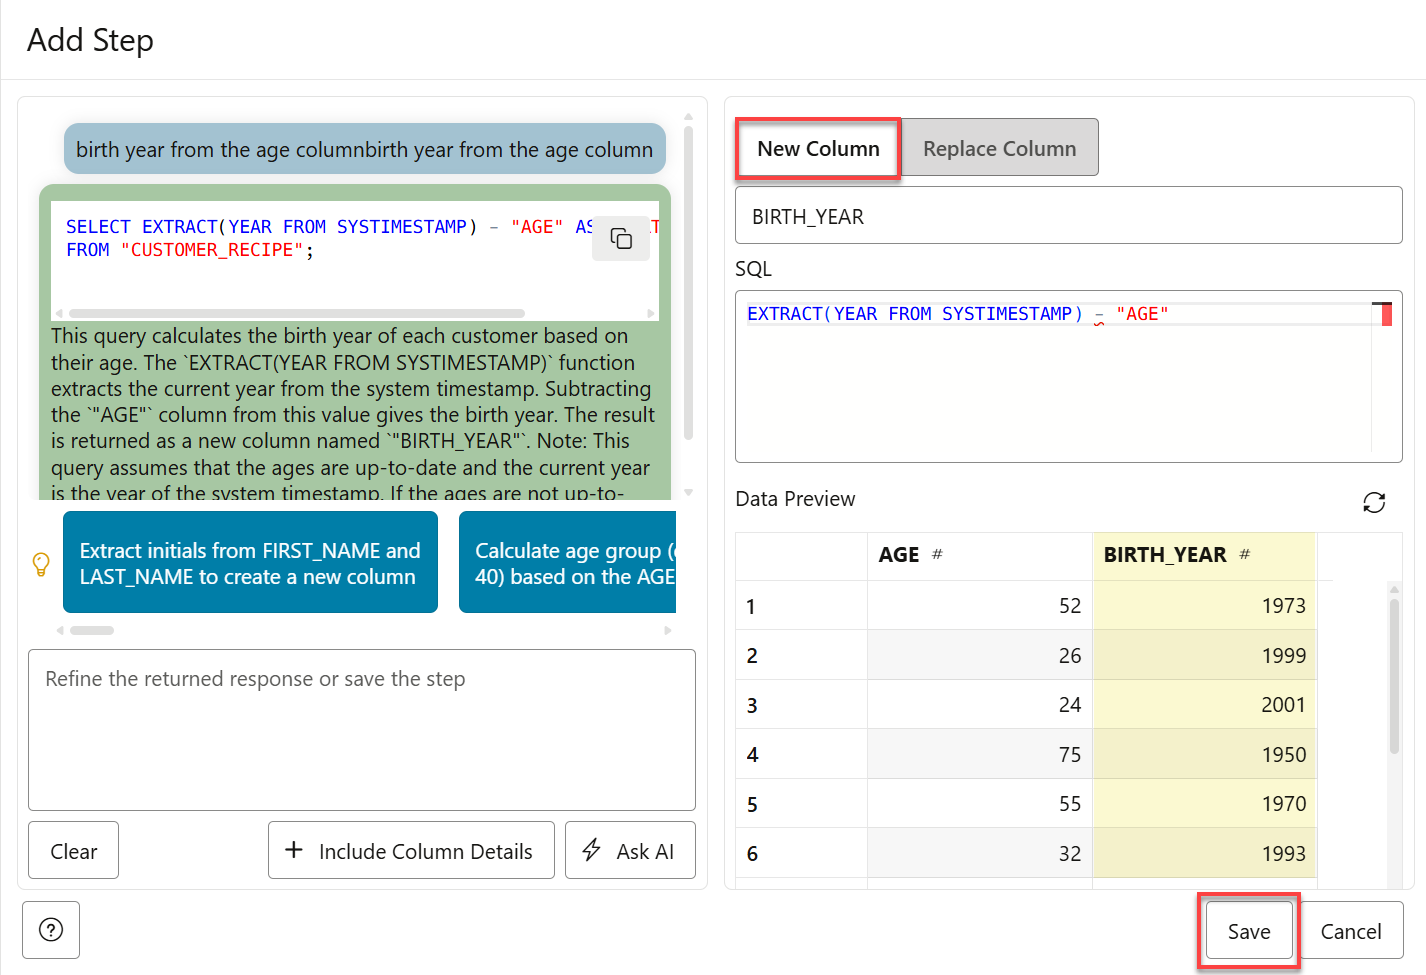 Add Step
birth year from the age columnbirth year from the age column
SELECT EXTRACT(YEAR FROM SYSTIMESTAMP) - "AGE" AS
FROM "CUSTOMER_RECIPE";
This query calculates the birth year of each customer based on
their age. The `EXTRACT(YEAR FROM SYSTIMESTAMP)` function
extracts the current year from the system timestamp. Subtracting
the `"AGE"` column from this value gives the birth year. The result
is returned as a new column named `"BIRTH_YEAR"`. Note: This
query assumes that the ages are up-to-date and the current year
is the year of the system timestamp. If the ages are not up-to-
Extract initials from FIRST_NAME and
LAST_NAME to create a new column
Calculate age group (
40) based on the AGE
Refine the returned response or save the step
Clear
+ Include Column Details
Ask AI
New Column
Replace Column
BIRTH_YEAR
SQL
EXTRACT(YEAR FROM SYSTIMESTAMP) - "AGE"
Data Preview
AGE # BIRTH_YEAR #
1 52 1973
2 26 1999
3 24 2001
4 75 1950
5 55 1970
6 32 1993
?
Save
Cancel